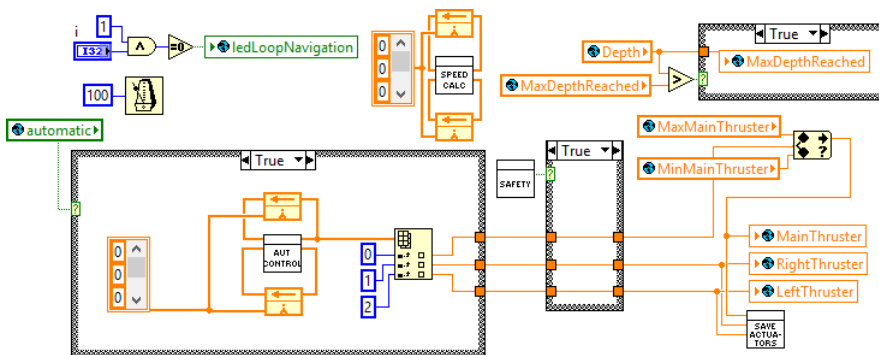 i
1
I32
Λ
=0
ledLoopNavigation
100
0
0
0
SPEED
CALC
Depth
MaxDepthReached
>
?
True
MaxDepthReached
automatic
?
True
0
0
0
AUT
CONTROL
0
1
2
SAFETY
?
True
MaxMainThruster
MinMainThruster
?
MainThruster
RightThruster
LeftThruster
SAVE
ACTUA-
TORS